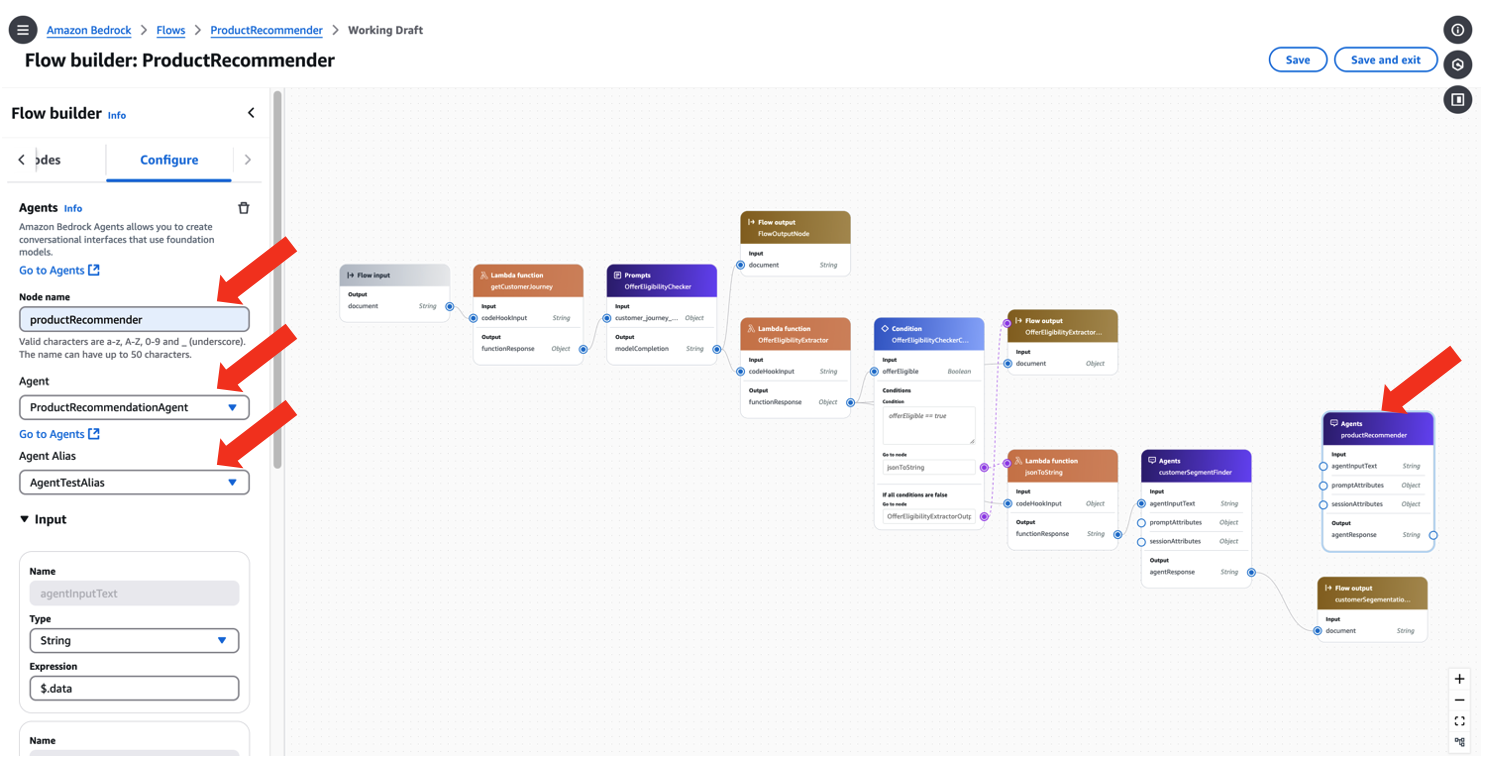 Amazon Bedrock > Flows > ProductRecommender > Working Draft
Flow builder: ProductRecommender
Save
Save and exit
Flow builder Info
odes
Configure
Agents Info
Amazon Bedrock Agents allows you to create
conversational interfaces that use foundation
models.
Go to Agents
Node name
productRecommender
Valid characters are a-z, A-Z, 0-9 and _ (underscore).
The name can have up to 50 characters.
Agent
ProductRecommendationAgent
Go to Agents
Agent Alias
AgentTestAlias
Input
Name
agentInputText
Type
String
Expression
$.data
Name
Flow input
Output
document String
Lambda function
getCustomerJourney
Input
codeHookInput String
Output
functionResponse Object
Prompts
OfferEligibilityChecker
Input
customer_journey_... Object
Output
modelCompletion String
Flow output
FlowOutputNode
Input
document String
Lambda function
OfferEligibilityExtractor
Input
codeHookInput String
Output
functionResponse Object
Condition
OfferEligibilityCheckerC...
Input
offerEligible Boolean
Conditions
Condition
offerEligible == true
Go to node
jsonToString
If all conditions are false
Go to node
OfferEligibilityExtractorOutp
Flow output
OfferEligibilityExtractor...
Input
document Object
Lambda function
jsonToString
Input
codeHookInput Object
Output
functionResponse String
Agents
customerSegmentFinder
Input
agentInputText String
promptAttributes Object
sessionAttributes Object
Output
agentResponse String
Agents
productRecommender
Input
agentInputText String
promptAttributes Object
sessionAttributes Object
Output
agentResponse String
Flow output
customerSegementatio...
Input
document String